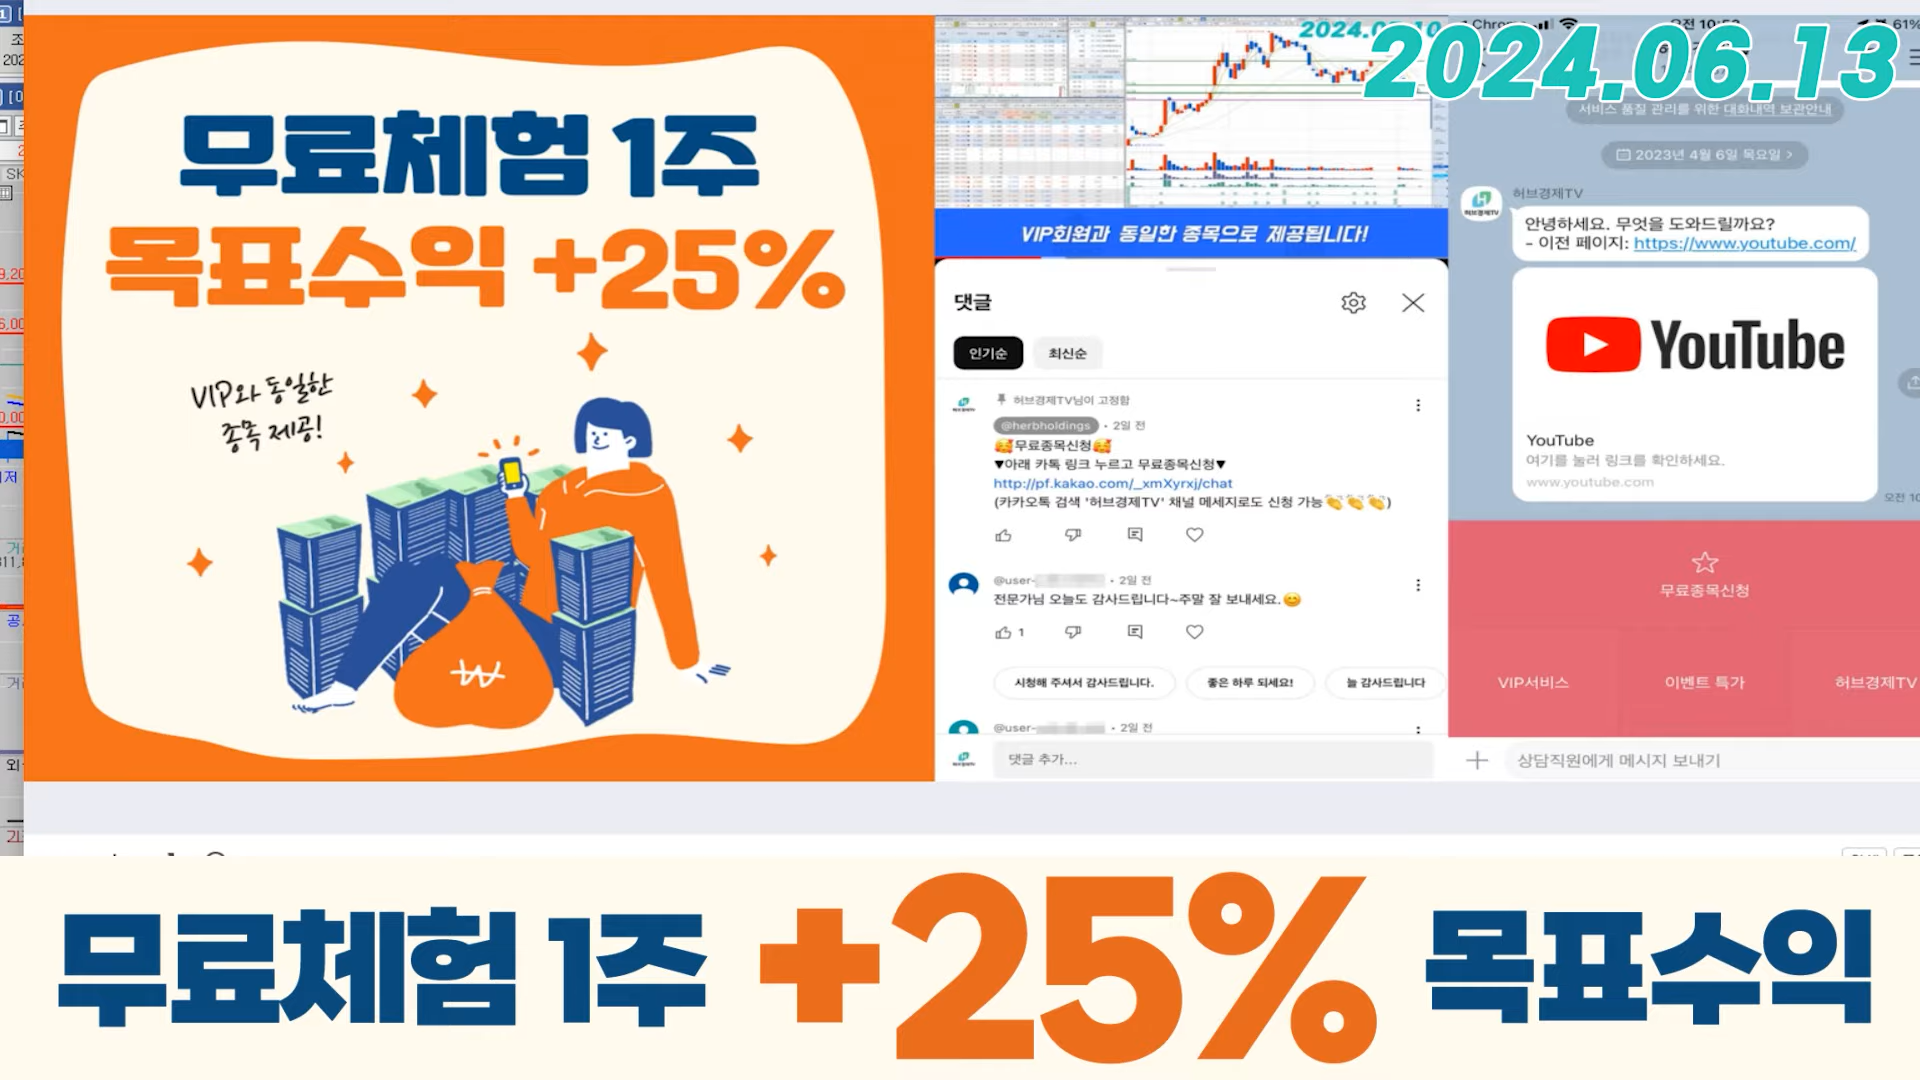 무료체험 1주
목표수익 +25%
VIP와 동일한
종목 제공!
2024.06.13
VIP회원과 동일한 종목으로 제공됩니다!
댓글
인기순
최신순
허브경제TV님이 고정함
@herbholdings · 2일 전
🥰무료종목신청🥰
▼아래 카톡 링크 누르고 무료종목신청▼
http://pf.kakao.com/_xmXyrxj/chat
(카카오톡 검색 '허브경제TV' 채널 메세지로도 신청 가능👏👏👏)
@user- · 2일 전
전문가님 오늘도 감사드립니다~주말 잘 보내세요.😊
1
시청해 주셔서 감사드립니다.
좋은 하루 되세요!
늘 감사드립니다
@user- · 2일 전
댓글 추가...
61%
서비스 품질 관리를 위한 대화내역 보관안내
2023년 4월 6일 목요일 >
허브경제TV
안녕하세요. 무엇을 도와드릴까요?
- 이전 페이지: https://www.youtube.com/
YouTube
YouTube
여기를 눌러 링크를 확인하세요.
www.youtube.com
오전 10
무료종목신청
VIP서비스
이벤트 특가
허브경제TV
상담직원에게 메시지 보내기
무료체험 1주 +25% 목표수익